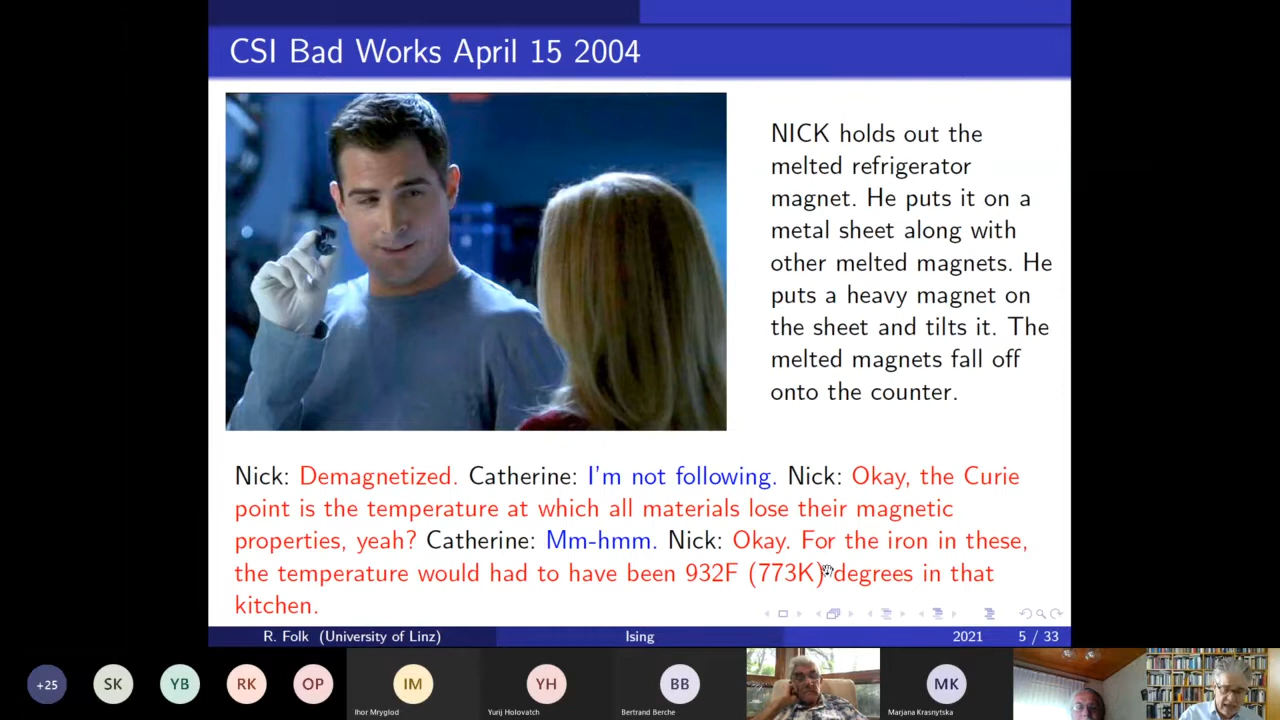 CSI Bad Works April 15 2004
NICK holds out the
melted refrigerator
magnet. He puts it on a
metal sheet along with
other melted magnets. He
puts a heavy magnet on
the sheet and tilts it. The
melted magnets fall off
onto the counter.
Nick: Demagnetized. Catherine: I'm not following. Nick: Okay, the Curie
point is the temperature at which all materials lose their magnetic
properties, yeah? Catherine: Mm-hmm. Nick: Okay. For the iron in these,
the temperature would had to have been 932F (773K) degrees in that
kitchen.
R. Folk (University of Linz) Ising 2021 5 / 33
+25 SK YB RK OP IM YH BB MK
Ihor Mryglod Yurij Holovatch Bertrand Berche Marjana Krasnytska